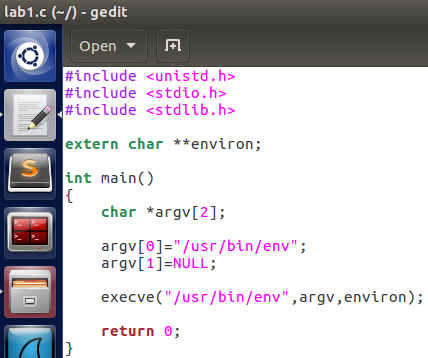 lab1.c (~/) - gedit
Open
#include <unistd.h>
#include <stdio.h>
#include <stdlib.h>

extern char **environ;

int main()
{
    char *argv[2];

    argv[0]="/usr/bin/env";
    argv[1]=NULL;

    execve("/usr/bin/env",argv,environ);

    return 0;
}